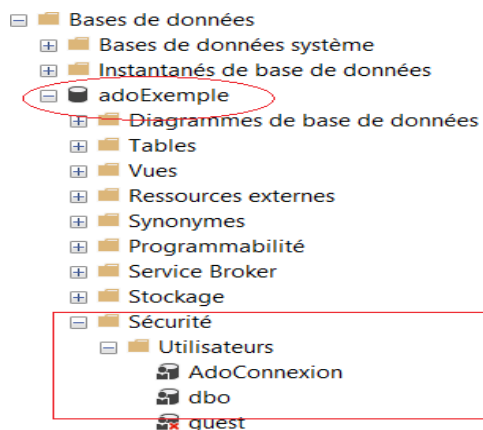 Bases de données
Bases de données système
Instantanés de base de données
adoExemple
Diagrammes de base de données
Tables
Vues
Ressources externes
Synonymes
Programmabilité
Service Broker
Stockage
Sécurité
Utilisateurs
AdoConnexion
dbo
guest